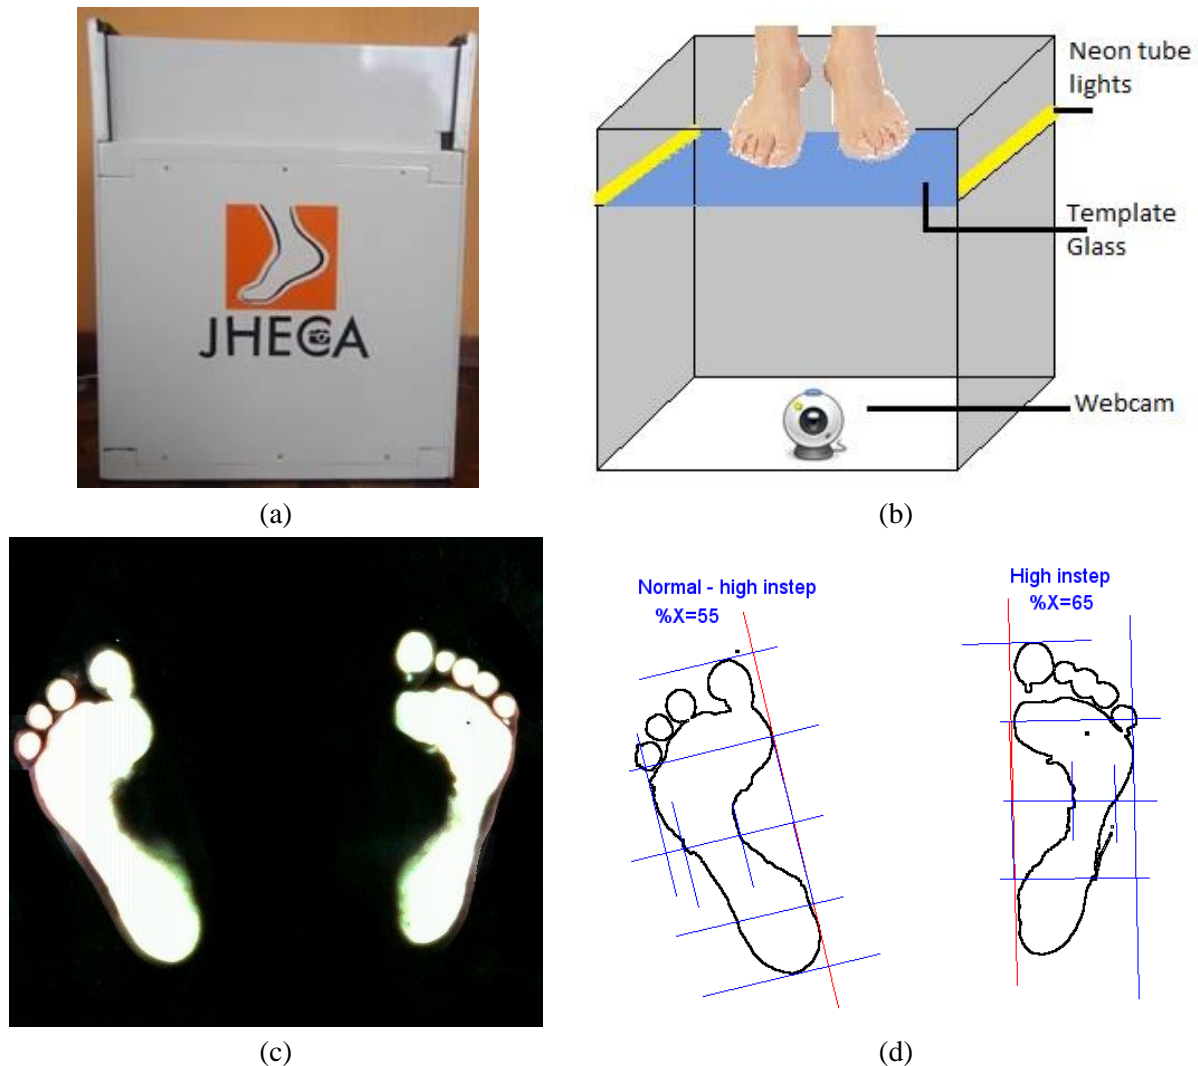 JHECA
Neon tube
lights
Template
Glass
Webcam
(a)
(b)
Normal - high instep
%X=55
High instep
%X=65
(c)
(d)